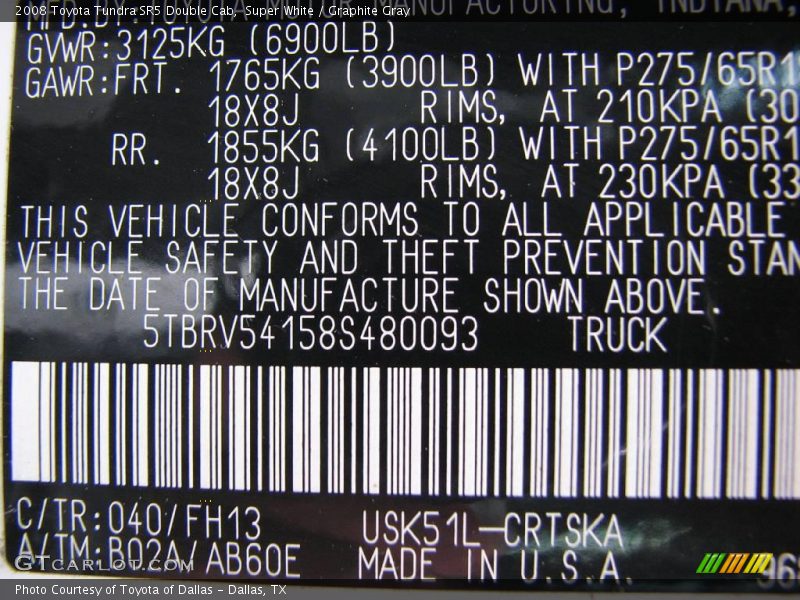 2008 Toyota Tundra SR5 Double Cab, Super White / Graphite Gray
MANUFACTURING, INDIANA,
GVWR:3125KG (6900LB)
GAWR:FRT. 1765KG (3900LB) WITH P275/65R1
18X8J RIMS, AT 210KPA (30
RR. 1855KG (4100LB) WITH P275/65R1
18X8J RIMS, AT 230KPA (33
THIS VEHICLE CONFORMS TO ALL APPLICABLE
VEHICLE SAFETY AND THEFT PREVENTION STAN
THE DATE OF MANUFACTURE SHOWN ABOVE.
5TBRV54158S480093 TRUCK
C/TR:040/FH13 USK51L-CRTSKA
A/TM:B02A/AB60E MADE IN U.S.A.
GTCARLOT.COM
Photo Courtesy of Toyota of Dallas - Dallas, TX